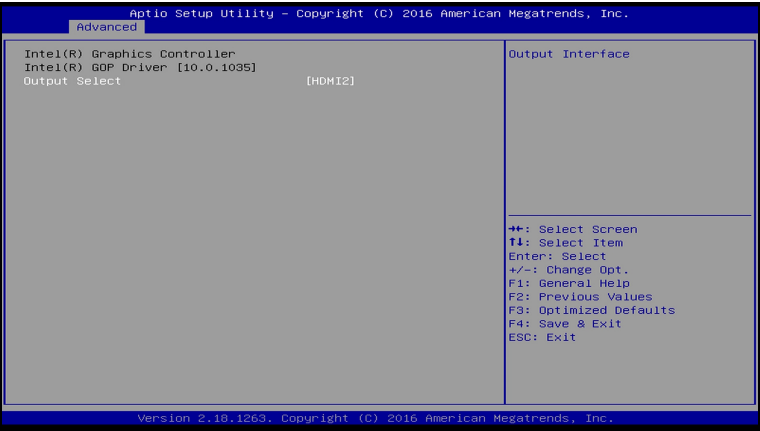 Aptio Setup Utility – Copyright (C) 2016 American Megatrends, Inc.
Advanced
Intel(R) Graphics Controller
Intel(R) GOP Driver [10.0.1035]
Output Select [HDMI2]
Output Interface
→←: Select Screen
↑↓: Select Item
Enter: Select
+/-: Change Opt.
F1: General Help
F2: Previous Values
F3: Optimized Defaults
F4: Save & Exit
ESC: Exit
Version 2.18.1263. Copyright (C) 2016 American Megatrends, Inc.